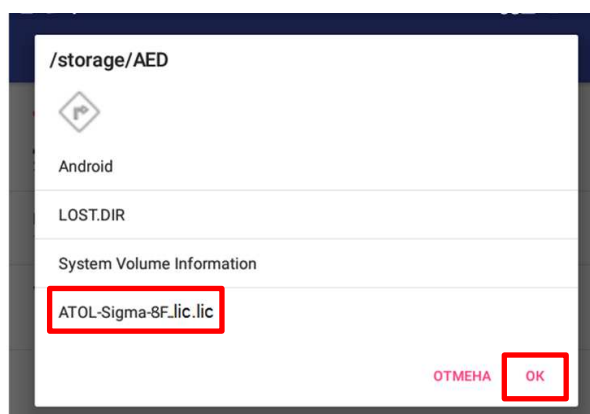 /storage/AED
Android
LOST.DIR
System Volume Information
ATOL-Sigma-8F_lic.lic
ОТМЕНА OK